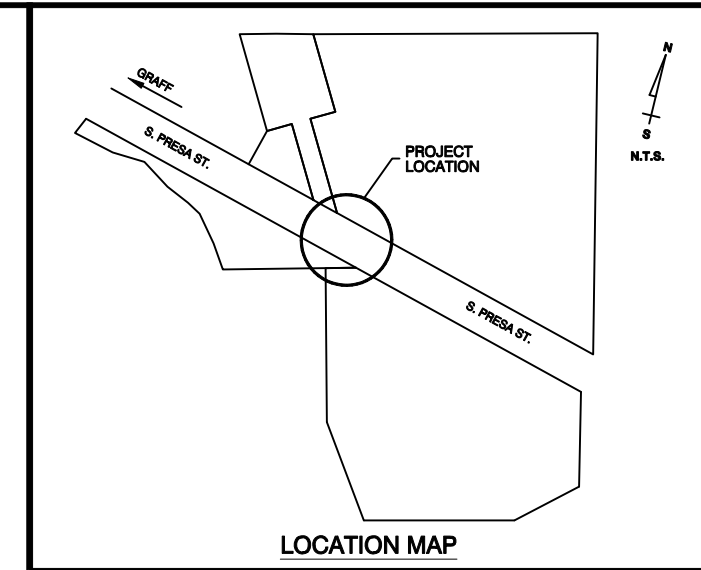 GRAFF
S. PRESA ST.
PROJECT
LOCATION
N
S
N.T.S.
S. PRESA ST.
LOCATION MAP